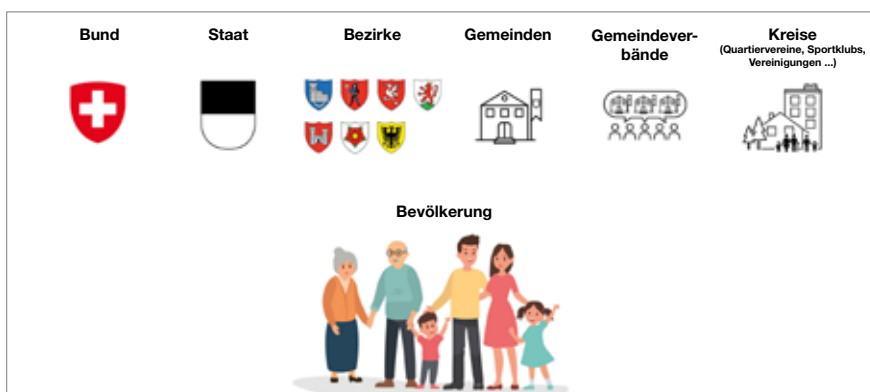 Bund
Staat
Bezirke
Gemeinden
Gemeindever-
bände
Kreise
(Quartiervereine, Sportklubs,
Vereinigungen ...)
Bevölkerung